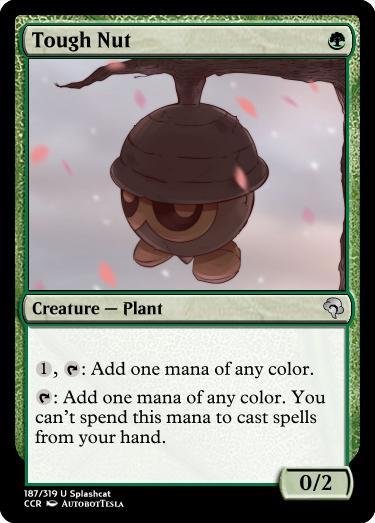 Tough Nut
Creature — Plant
1, : Add one mana of any color.
: Add one mana of any color. You
can't spend this mana to cast spells
from your hand.
0/2
187/319 U Splashcat
CCR AutobotTesla